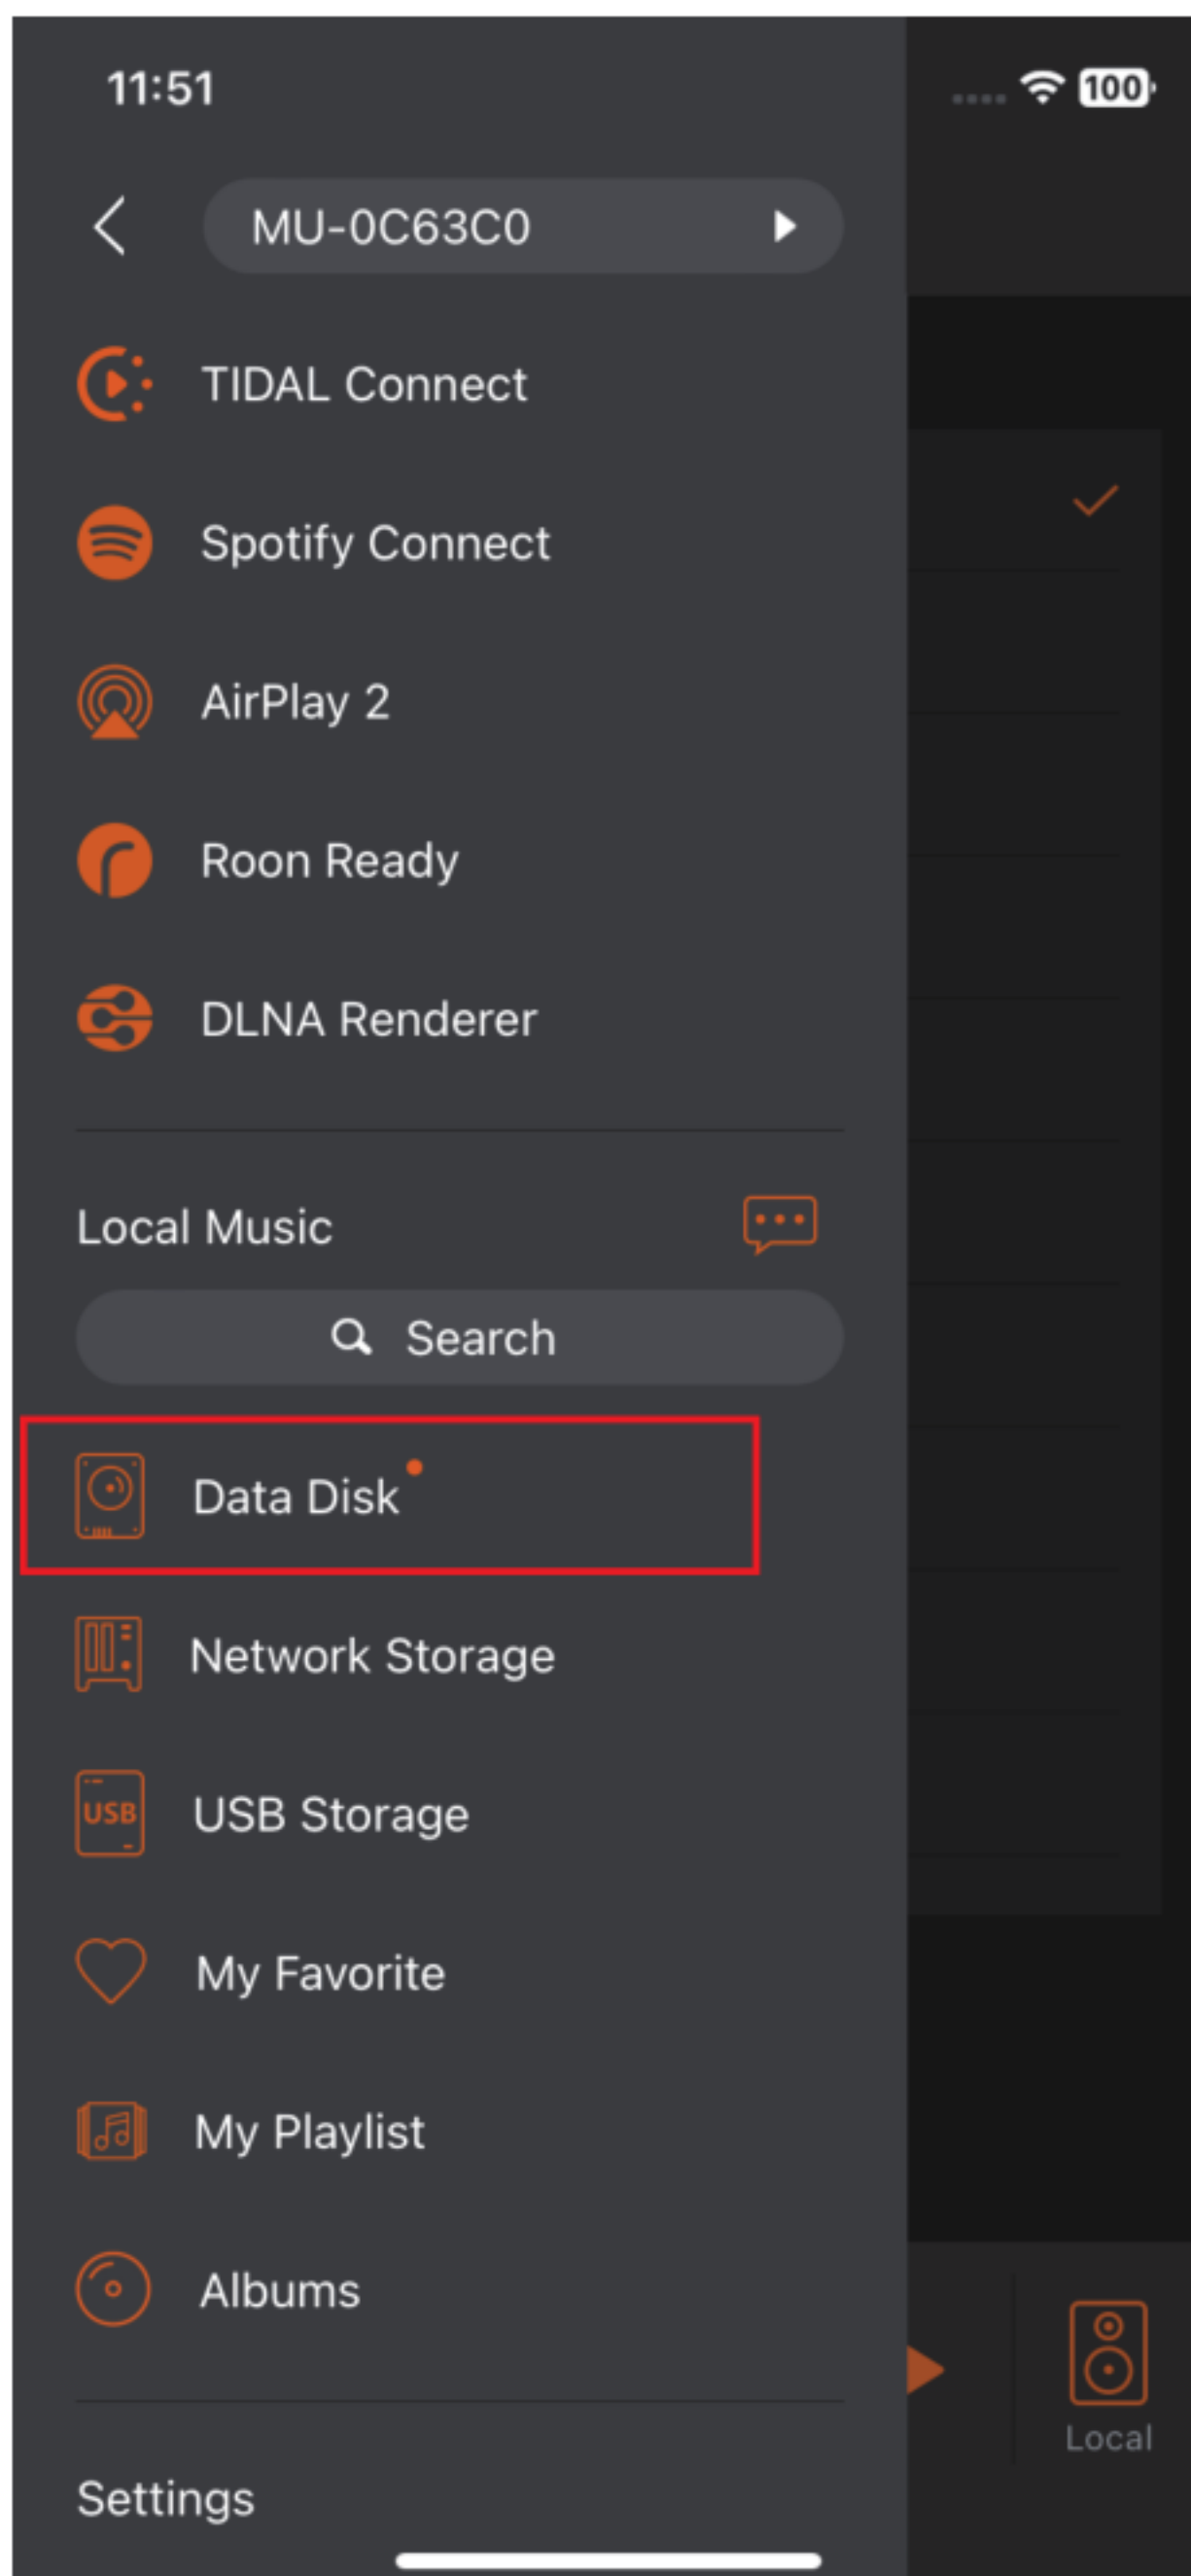 11:51
100
MU-0C63C0
TIDAL Connect
Spotify Connect
AirPlay 2
Roon Ready
DLNA Renderer
Local Music
Search
Data Disk
Network Storage
USB
USB Storage
My Favorite
My Playlist
Albums
Local
Settings